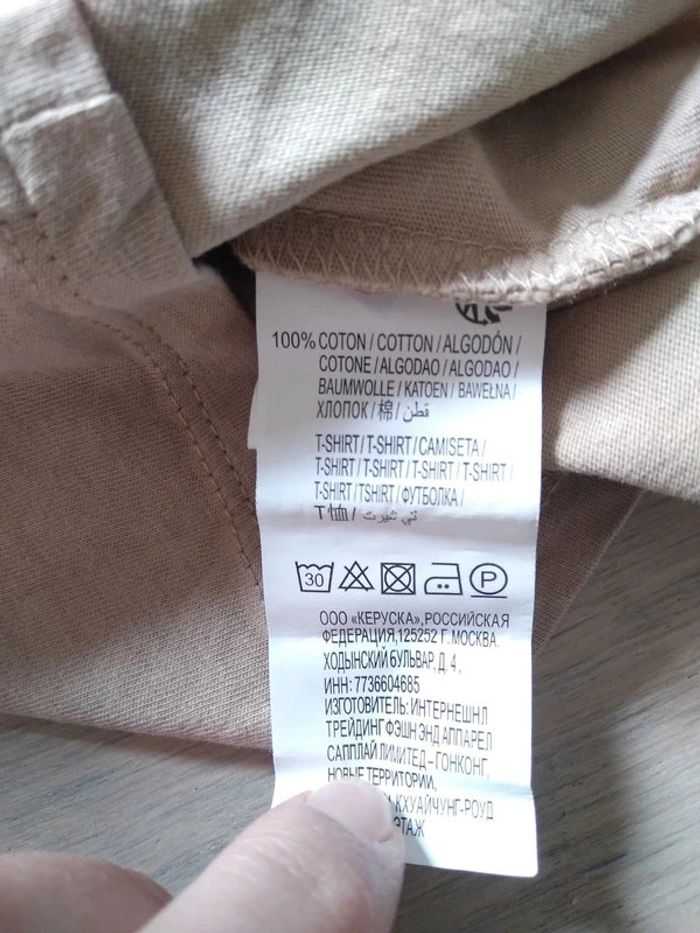 100% COTON / COTTON / ALGODÓN /
COTONE / ALGODAO / ALGODAO /
BAUMWOLLE / KATOEN / BAWEŁNA /
ХЛОПОК / 棉 / قطن
T-SHIRT / T-SHIRT / CAMISETA /
T-SHIRT / T-SHIRT / T-SHIRT / T-SHIRT /
T-SHIRT / TSHIRT / ФУТБОЛКА /
T恤 / تي شيرت
30 P
ООО «КЕРУСКА», РОССИЙСКАЯ
ФЕДЕРАЦИЯ,125252 Г. МОСКВА.
ХОДЫНСКИЙ БУЛЬВАР, Д. 4 ,
ИНН: 7736604685
ИЗГОТОВИТЕЛЬ: ИНТЕРНЕШНЛ
ТРЕЙДИНГ ФЭШН ЭНД АППАРЕЛ
САППЛАЙ ЛИМИТЕД – ГОНКОНГ,
НОВЫЕ ТЕРРИТОРИИ,
КХУАЙЧУНГ-РОУД
ЭТАЖ